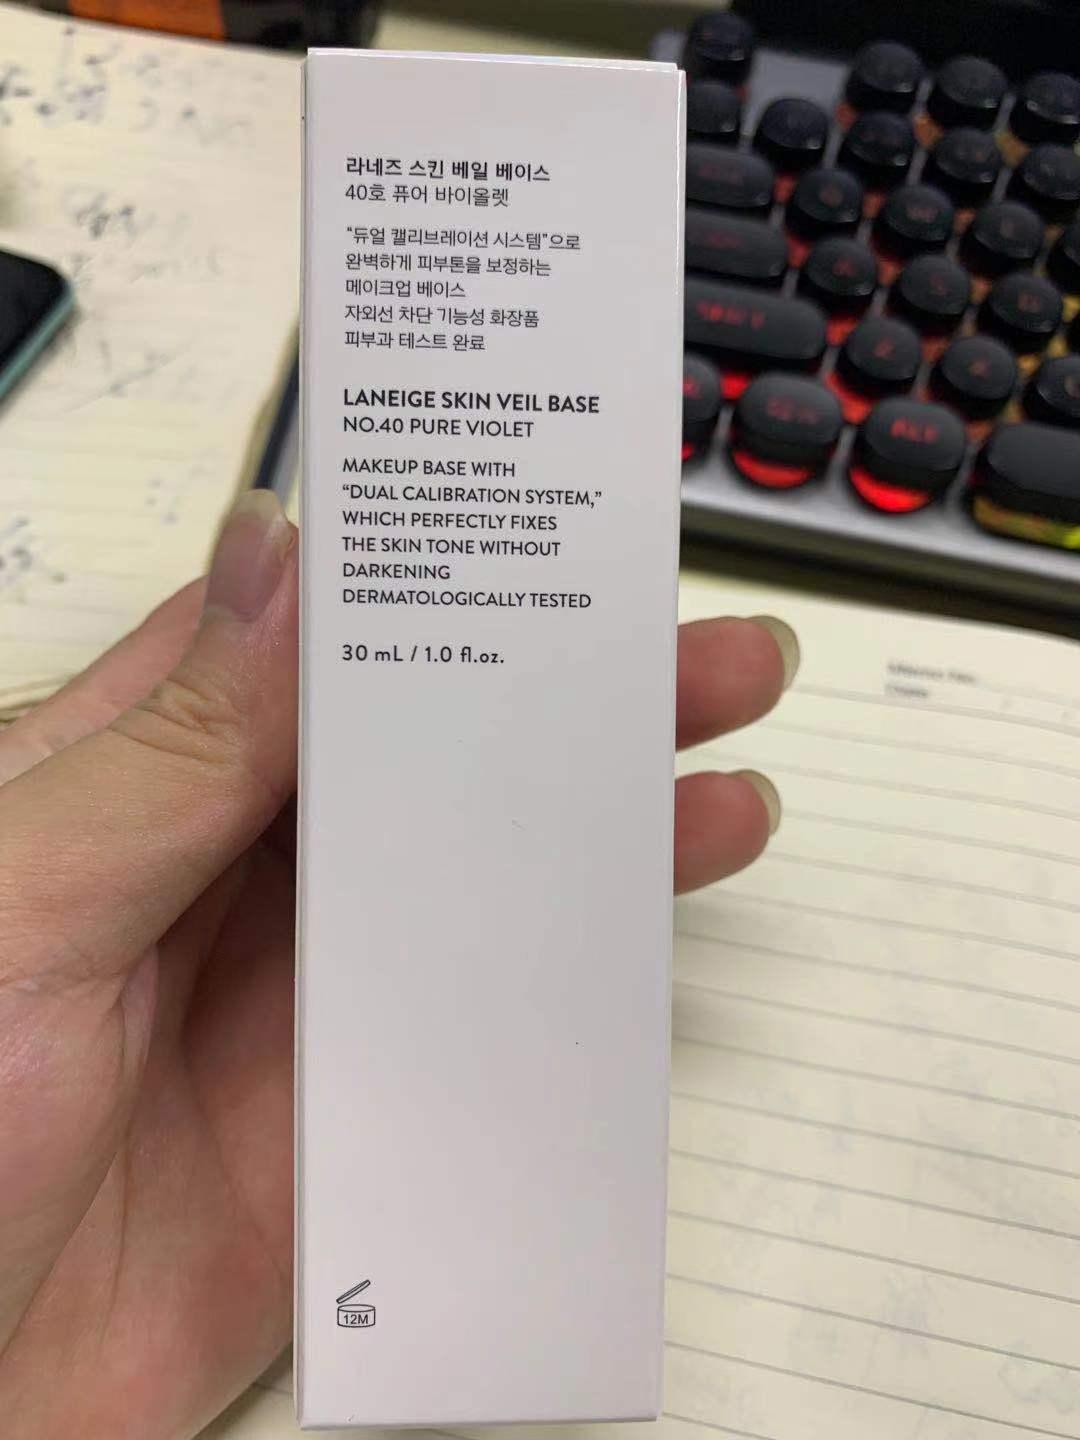 라네즈 스킨 베일 베이스
40호 퓨어 바이올렛
"듀얼 캘리브레이션 시스템"으로
완벽하게 피부톤을 보정하는
메이크업 베이스
자외선 차단 기능성 화장품
피부과 테스트 완료
LANEIGE SKIN VEIL BASE
NO.40 PURE VIOLET
MAKEUP BASE WITH
“DUAL CALIBRATION SYSTEM,”
WHICH PERFECTLY FIXES
THE SKIN TONE WITHOUT
DARKENING
DERMATOLOGICALLY TESTED
30 mL / 1.0 fl.oz.
12M